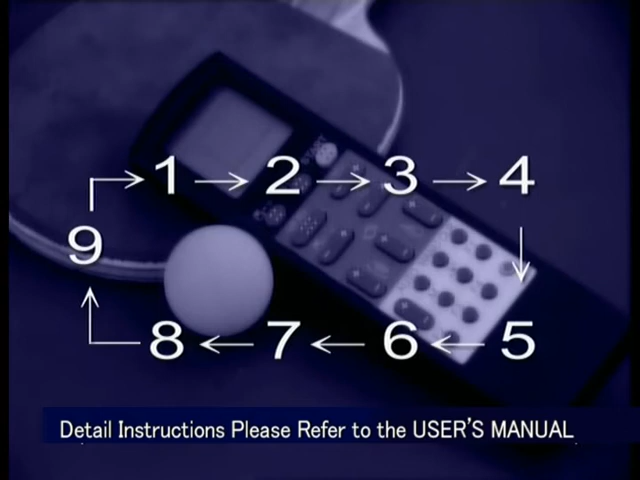 1 → 2 → 3 → 4
9
8 ← 7 ← 6 ← 5
Detail Instructions Please Refer to the USER'S MANUAL